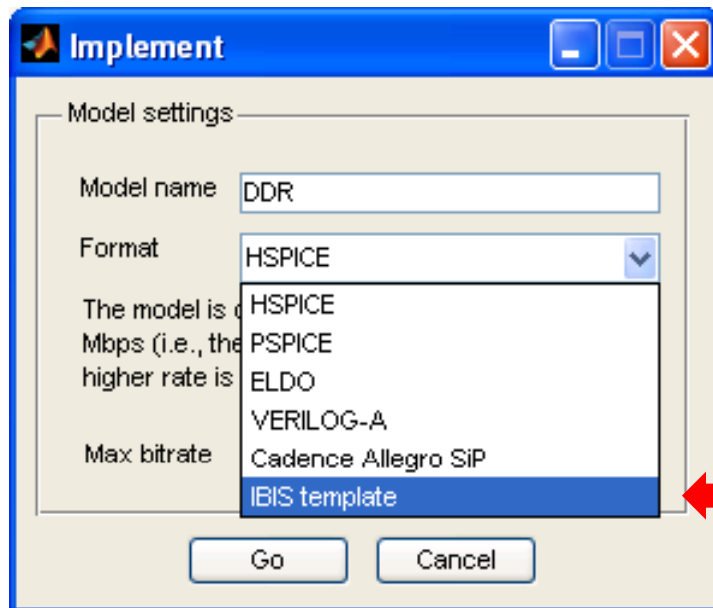 Implement
Model settings
Model name DDR
Format HSPICE
The model is
HSPICE
Mbps (i.e., the
PSPICE
higher rate is
ELDO
VERILOG-A
Max bitrate
Cadence Allegro SiP
IBIS template
Go Cancel